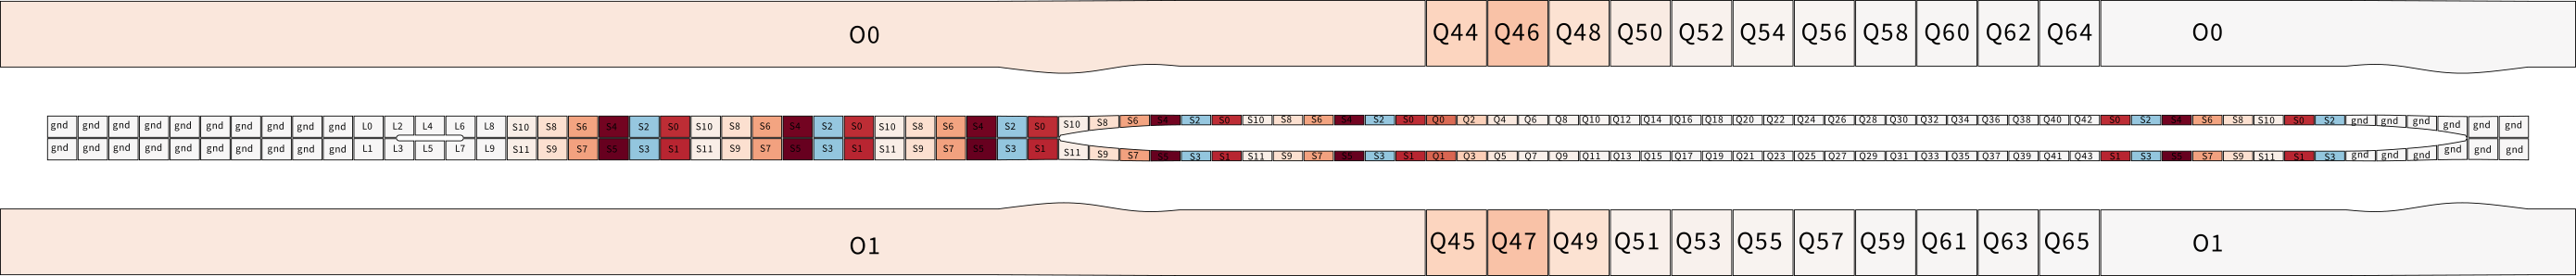 O0 Q44 Q46 Q48 Q50 Q52 Q54 Q56 Q58 Q60 Q62 Q64 O0
gnd gnd gnd gnd gnd gnd gnd gnd gnd gnd L0 L2 L4 L6 L8 S10 S8 S6 S4 S2 S0 S10 S8 S6 S4 S2 S0 S10 S8 S6 S4 S2 S0 S10 S8 S6 S4 S2 S0 S10 S8 S6 S4 S2 S0 Q0 Q2 Q4 Q6 Q8 Q10 Q12 Q14 Q16 Q18 Q20 Q22 Q24 Q26 Q28 Q30 Q32 Q34 Q36 Q38 Q40 Q42 S0 S2 S4 S6 S8 S10 S0 S2 gnd gnd gnd gnd gnd gnd
gnd gnd gnd gnd gnd gnd gnd gnd gnd gnd L1 L3 L5 L7 L9 S11 S9 S7 S5 S3 S1 S11 S9 S7 S5 S3 S1 S11 S9 S7 S5 S3 S1 S11 S9 S7 S5 S3 S1 S11 S9 S7 S5 S3 S1 Q1 Q3 Q5 Q7 Q9 Q11 Q13 Q15 Q17 Q19 Q21 Q23 Q25 Q27 Q29 Q31 Q33 Q35 Q37 Q39 Q41 Q43 S1 S3 S5 S7 S9 S11 S1 S3 gnd gnd gnd gnd gnd gnd
O1 Q45 Q47 Q49 Q51 Q53 Q55 Q57 Q59 Q61 Q63 Q65 O1